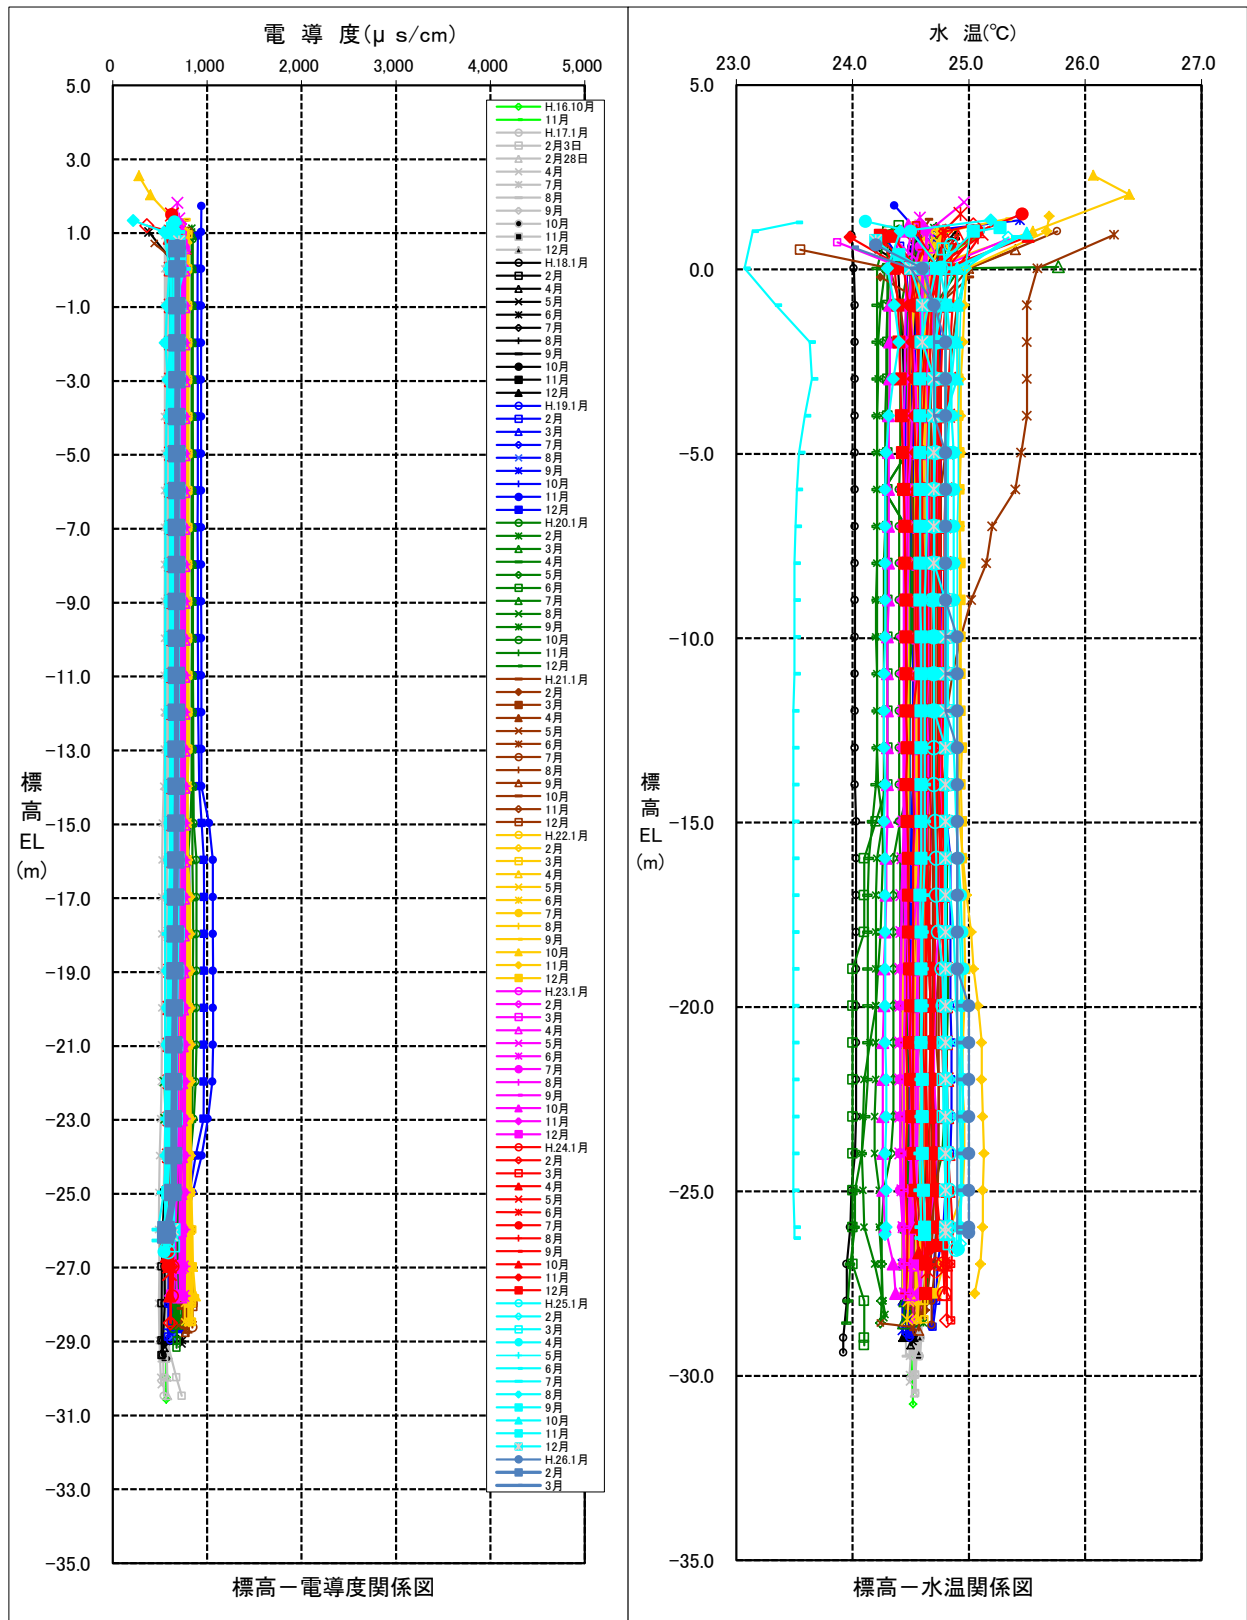 電 導 度(μ s/cm)
0 1,000 2,000 3,000 4,000 5,000
5.0
3.0
1.0
−1.0
−3.0
−5.0
−7.0
−9.0
−11.0
−13.0
−15.0
−17.0
−19.0
−21.0
−23.0
−25.0
−27.0
−29.0
−31.0
−33.0
−35.0
標
高
EL
(m)
H.16.10月
11月
H.17.1月
2月3日
2月28日
4月
7月
8月
9月
10月
11月
12月
H.18.1月
2月
4月
5月
6月
7月
8月
9月
10月
11月
12月
H.19.1月
2月
3月
7月
8月
9月
10月
11月
12月
H.20.1月
2月
3月
4月
5月
6月
7月
8月
9月
10月
11月
12月
H.21.1月
2月
3月
4月
5月
6月
7月
8月
9月
10月
11月
12月
H.22.1月
2月
3月
4月
5月
6月
7月
8月
9月
10月
11月
12月
H.23.1月
2月
3月
4月
5月
6月
7月
8月
9月
10月
11月
12月
H.24.1月
2月
3月
4月
5月
6月
7月
8月
9月
10月
11月
12月
H.25.1月
2月
3月
4月
5月
6月
7月
8月
9月
10月
11月
12月
H.26.1月
2月
3月
標高－電導度関係図
水 温(℃)
23.0 24.0 25.0 26.0 27.0
5.0
0.0
−5.0
−10.0
−15.0
−20.0
−25.0
−30.0
−35.0
標
高
EL
(m)
標高－水温関係図